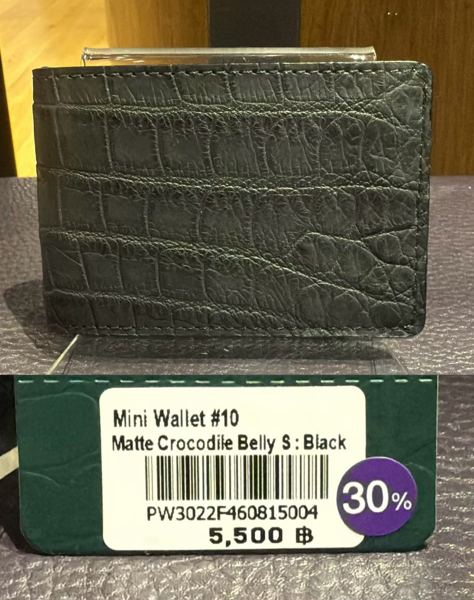 Mini Wallet #10
Matte Crocodile Belly S : Black
PW3022F460815004
5,500 ฿
30%